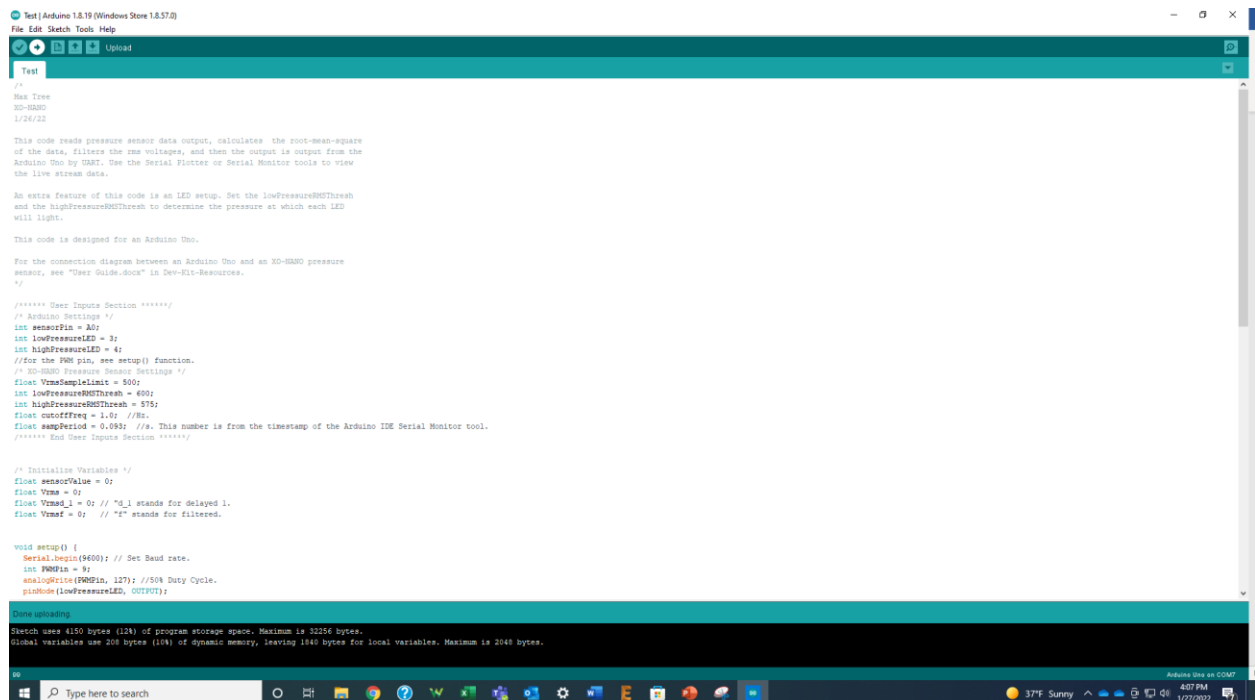 Test | Arduino 1.8.19 (Windows Store 1.8.57.0)
File Edit Sketch Tools Help
Upload
Test
/*
Max Tree
XO-NANO
1/26/22
This code reads pressure sensor data output, calculates  the root-mean-square
of the data, filters the rms voltages, and then the output is output from the
Arduino Uno by UART. Use the Serial Plotter or Serial Monitor tools to view
the live stream data.
An extra feature of this code is an LED setup. Set the lowPressureRMSThresh
and the highPressureRMSThresh to determine the pressure at which each LED
will light.
This code is designed for an Arduino Uno.
For the connection diagram between an Arduino Uno and an XO-NANO pressure
sensor, see "User Guide.docx" in Dev-Kit-Resources.
*/
/****** User Inputs Section ******/
/* Arduino Settings */
int sensorPin = A0;
int lowPressureLED = 3;
int highPressureLED = 4;
//for the PWM pin, see setup() function.
/* XO-NANO Pressure Sensor Settings */
float VrmsSampleLimit = 500;
int lowPressureRMSThresh = 600;
int highPressureRMSThresh = 575;
float cutoffFreq = 1.0;  //Hz.
float sampPeriod = 0.093;  //s. This number is from the timestamp of the Arduino IDE Serial Monitor tool.
/****** End User Inputs Section ******/
/* Initialize Variables */
float sensorValue = 0;
float Vrms = 0;
float Vrmsd_1 = 0; // "d_1 stands for delayed 1.
float Vrmsf = 0;   // "f" stands for filtered.
void setup() {
  Serial.begin(9600); // Set Baud rate.
  int PWMPin = 9;
  analogWrite(PWMPin, 127); //50% Duty Cycle.
  pinMode(lowPressureLED, OUTPUT);
Done uploading.
Sketch uses 4150 bytes (12%) of program storage space. Maximum is 32256 bytes.
Global variables use 208 bytes (10%) of dynamic memory, leaving 1840 bytes for local variables. Maximum is 2048 bytes.
Arduino Uno on COM7
Type here to search
37°F Sunny
4:07 PM
1/27/2022